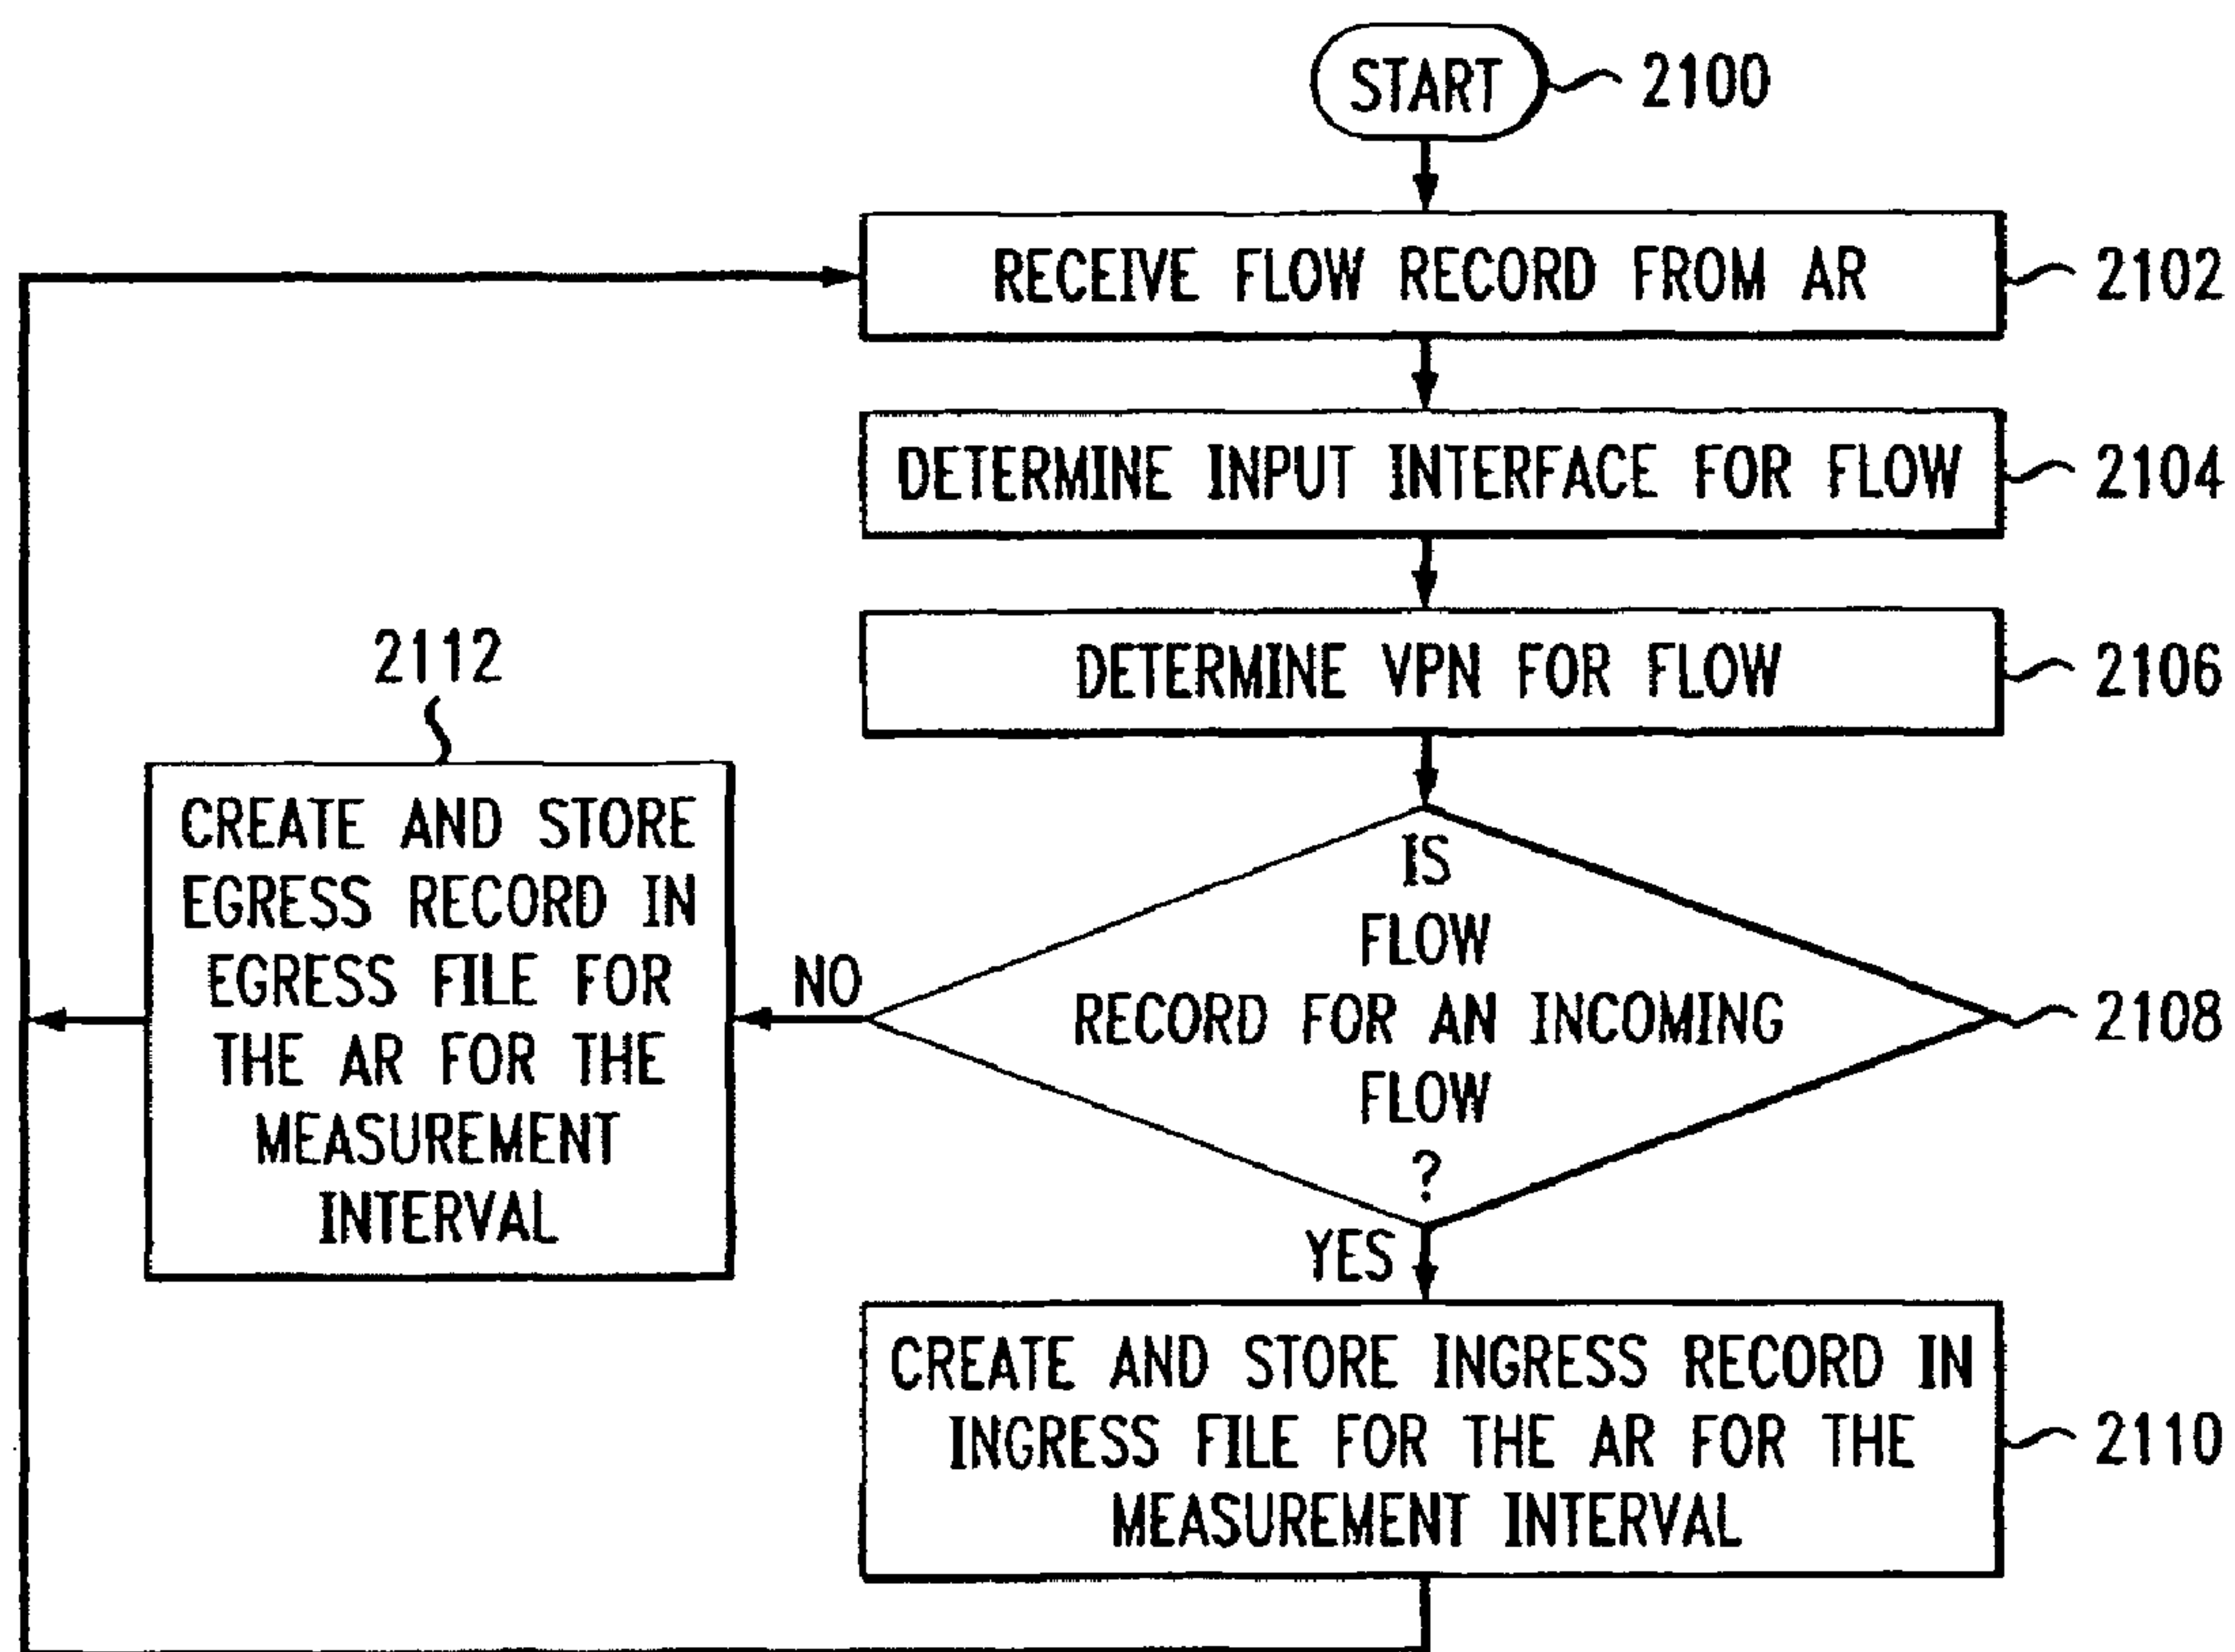 START
2100
RECEIVE FLOW RECORD FROM AR
2102
DETERMINE INPUT INTERFACE FOR FLOW
2104
DETERMINE VPN FOR FLOW
2106
2112
CREATE AND STORE
EGRESS RECORD IN
EGRESS FILE FOR
THE AR FOR THE
MEASUREMENT
INTERVAL
NO
IS
FLOW
RECORD FOR AN INCOMING
FLOW
?
2108
YES
CREATE AND STORE INGRESS RECORD IN
INGRESS FILE FOR THE AR FOR THE
MEASUREMENT INTERVAL
2110